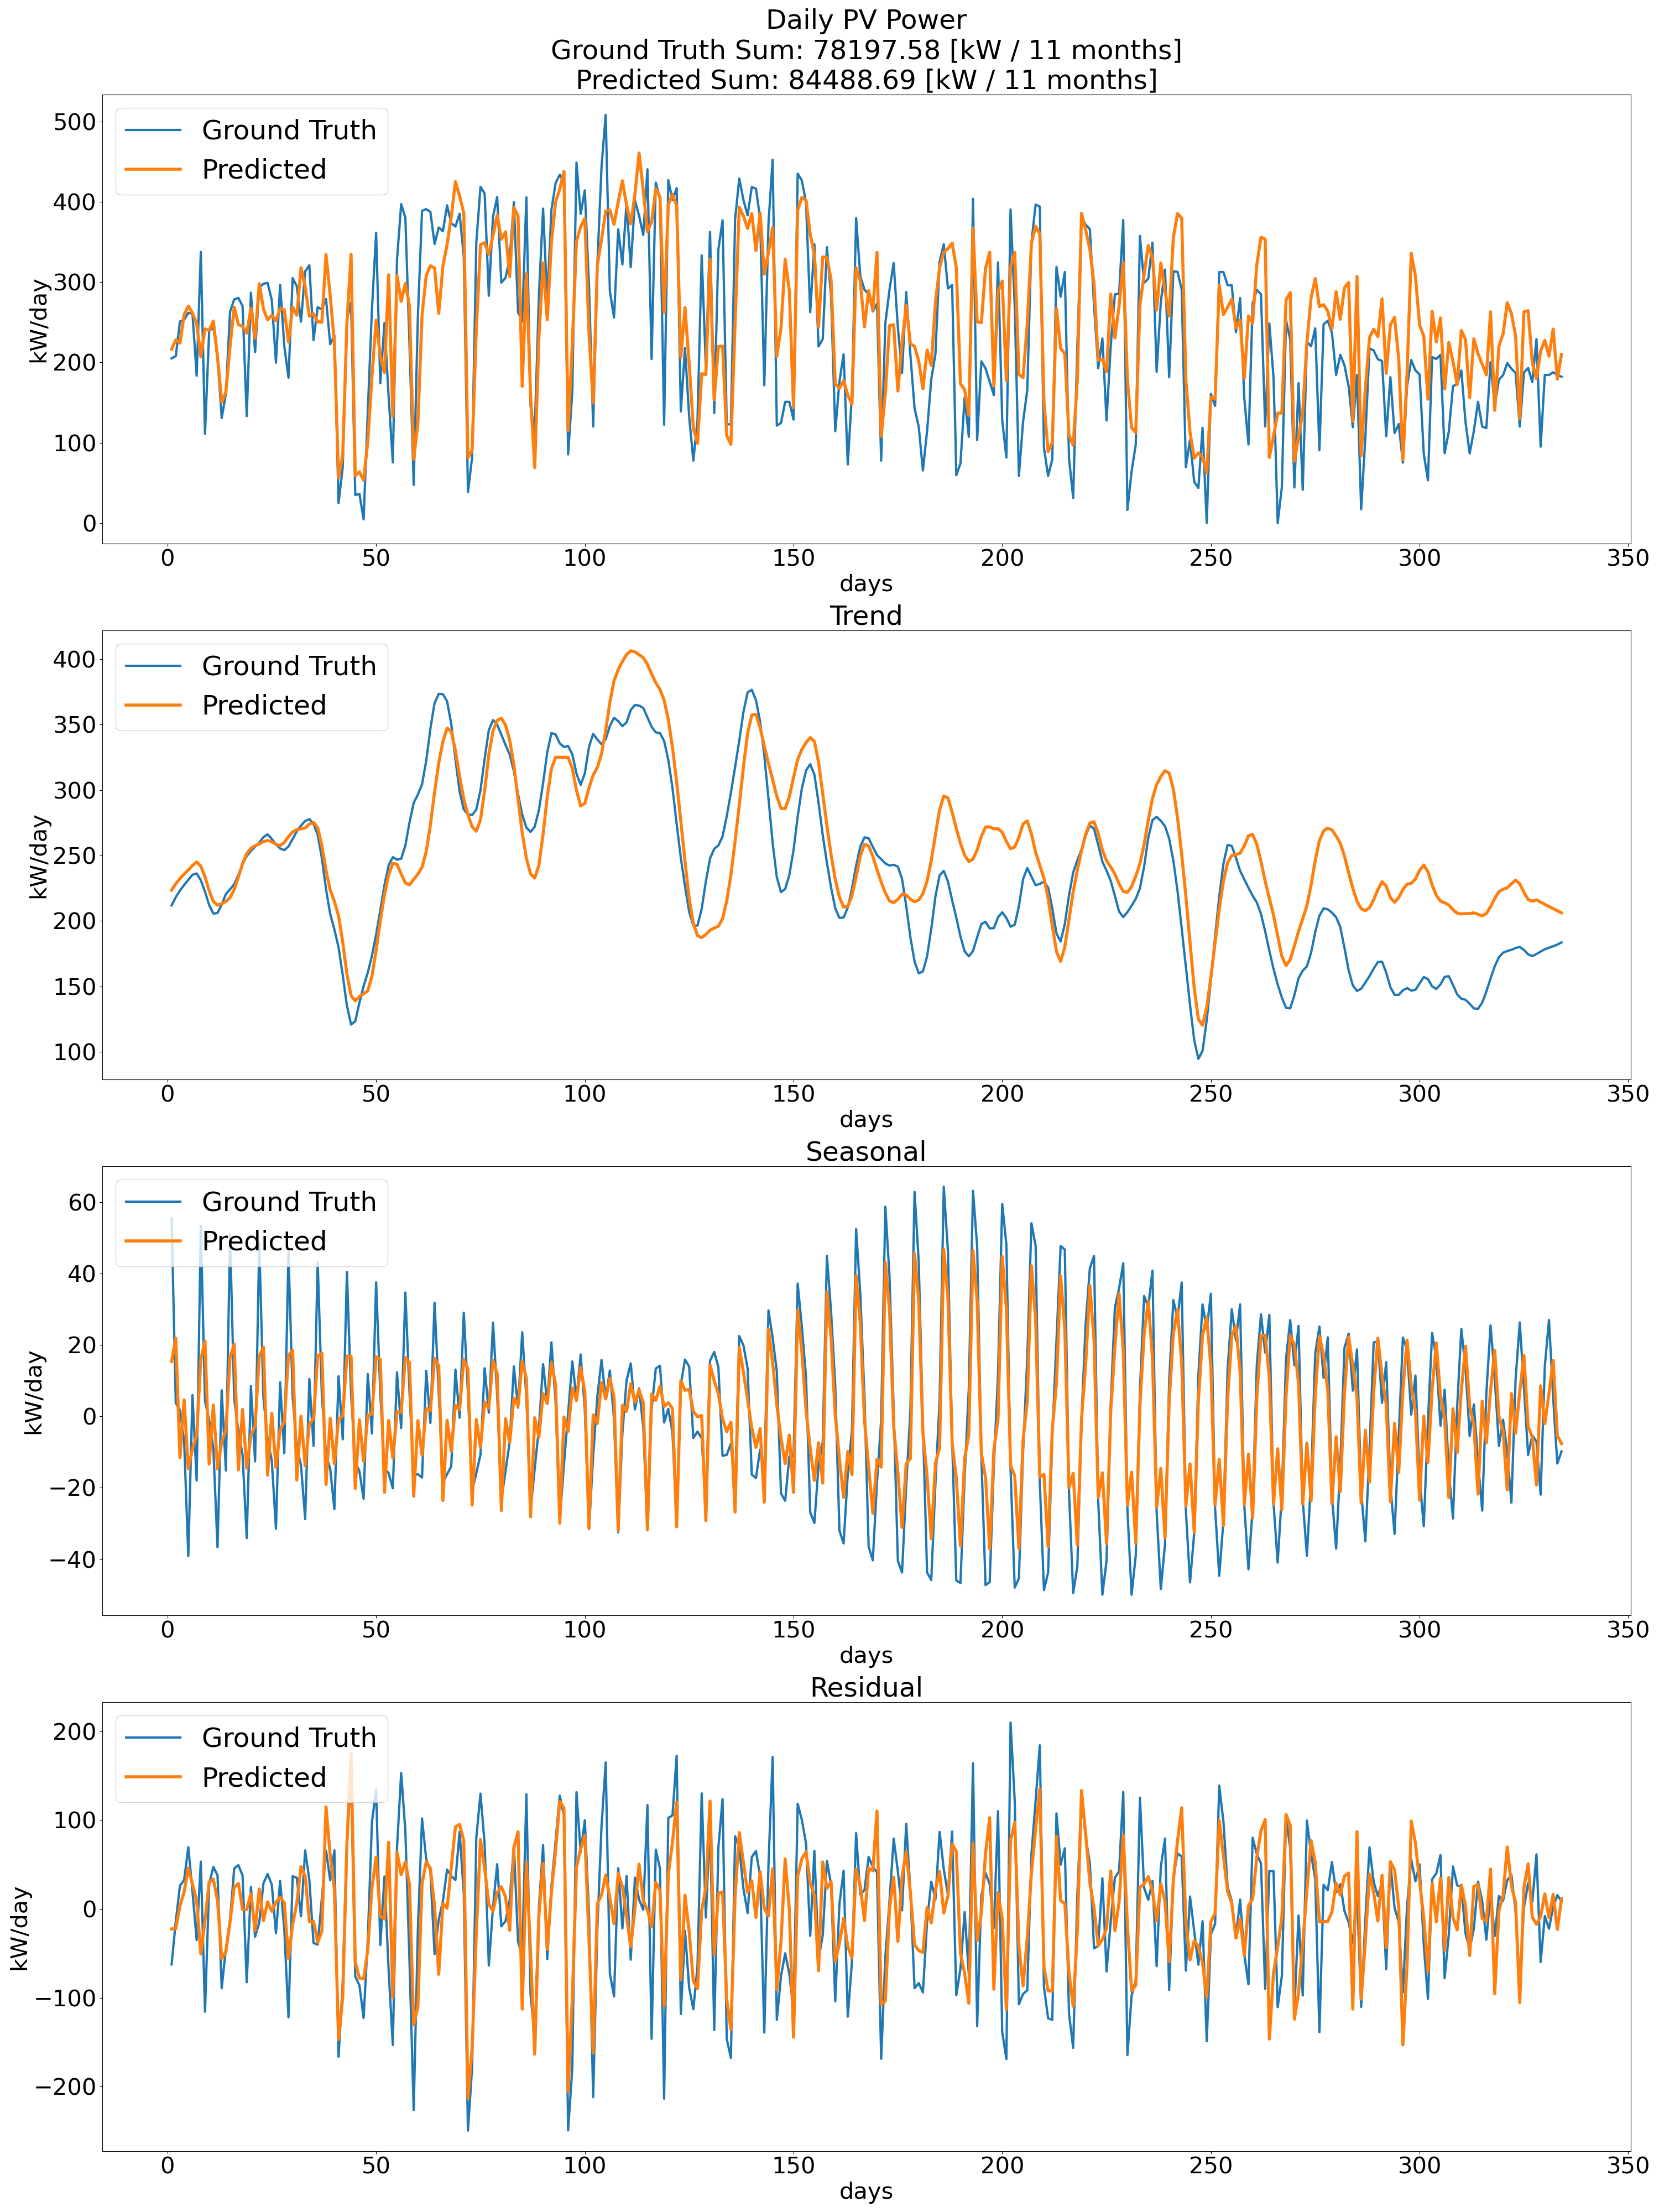 Daily PV Power
Ground Truth Sum: 78197.58 [kW / 11 months]
Predicted Sum: 84488.69 [kW / 11 months]
500
400
300
200
100
0
kW/day
Ground Truth
Predicted
0 50 100 150 200 250 300 350
days
Trend
400
350
300
250
200
150
100
kW/day
Ground Truth
Predicted
0 50 100 150 200 250 300 350
days
Seasonal
60
40
20
0
−20
−40
kW/day
Ground Truth
Predicted
0 50 100 150 200 250 300 350
days
Residual
200
100
0
−100
−200
kW/day
Ground Truth
Predicted
0 50 100 150 200 250 300 350
days